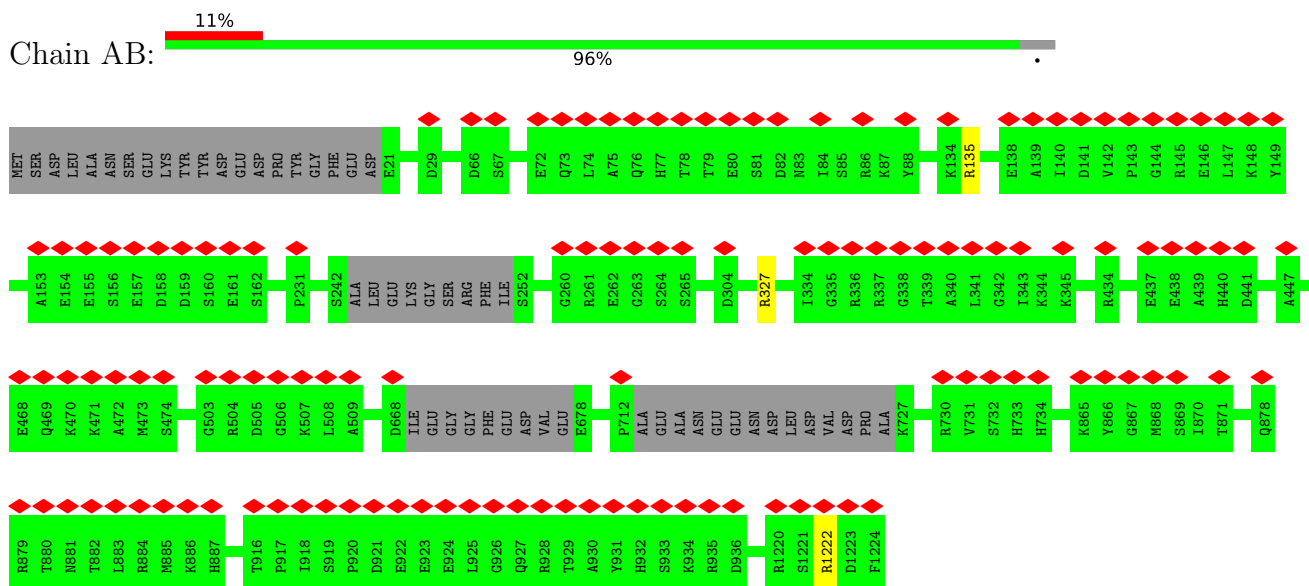 11%
Chain AB:
96%
.
MET SER ASP LEU ALA ASN SER GLU LYS TYR TYR ASP GLU ASP PRO TYR GLY PHE GLU ASP E21 D29 D66 S67 E72 Q73 L74 A75 Q76 H77 T78 T79 E80 S81 D82 N83 I84 S85 R86 K87 Y88 K134 R135 E138 A139 I140 D141 V142 P143 G144 R145 E146 L147 K148 Y149
A153 E154 E155 S156 E157 D158 D159 S160 E161 S162 P231 S242 ALA LEU GLU LYS GLY SER ARG PHE ILE S252 G260 R261 E262 G263 S264 S265 D304 R327 I334 G335 R336 R337 G338 T339 A340 L341 G342 I343 K344 K345 R434 E437 E438 A439 H440 D441 A447
E468 Q469 K470 K471 A472 M473 S474 G503 R504 D505 G506 K507 L508 A509 D668 ILE GLU GLY GLY PHE GLU ASP VAL GLU E678 P712 ALA GLU ALA ASN GLU GLU ASN ASP LEU ASP VAL ASP PRO ALA K727 R730 V731 S732 H733 H734 K865 Y866 G867 M868 S869 I870 T871 Q878
R879 T880 N881 T882 L883 R884 M885 K886 H887 T916 P917 I918 S919 P920 D921 E922 E923 E924 L925 G926 Q927 R928 T929 A930 Y931 H932 S933 K934 R935 D936 R1220 S1221 R1222 D1223 F1224